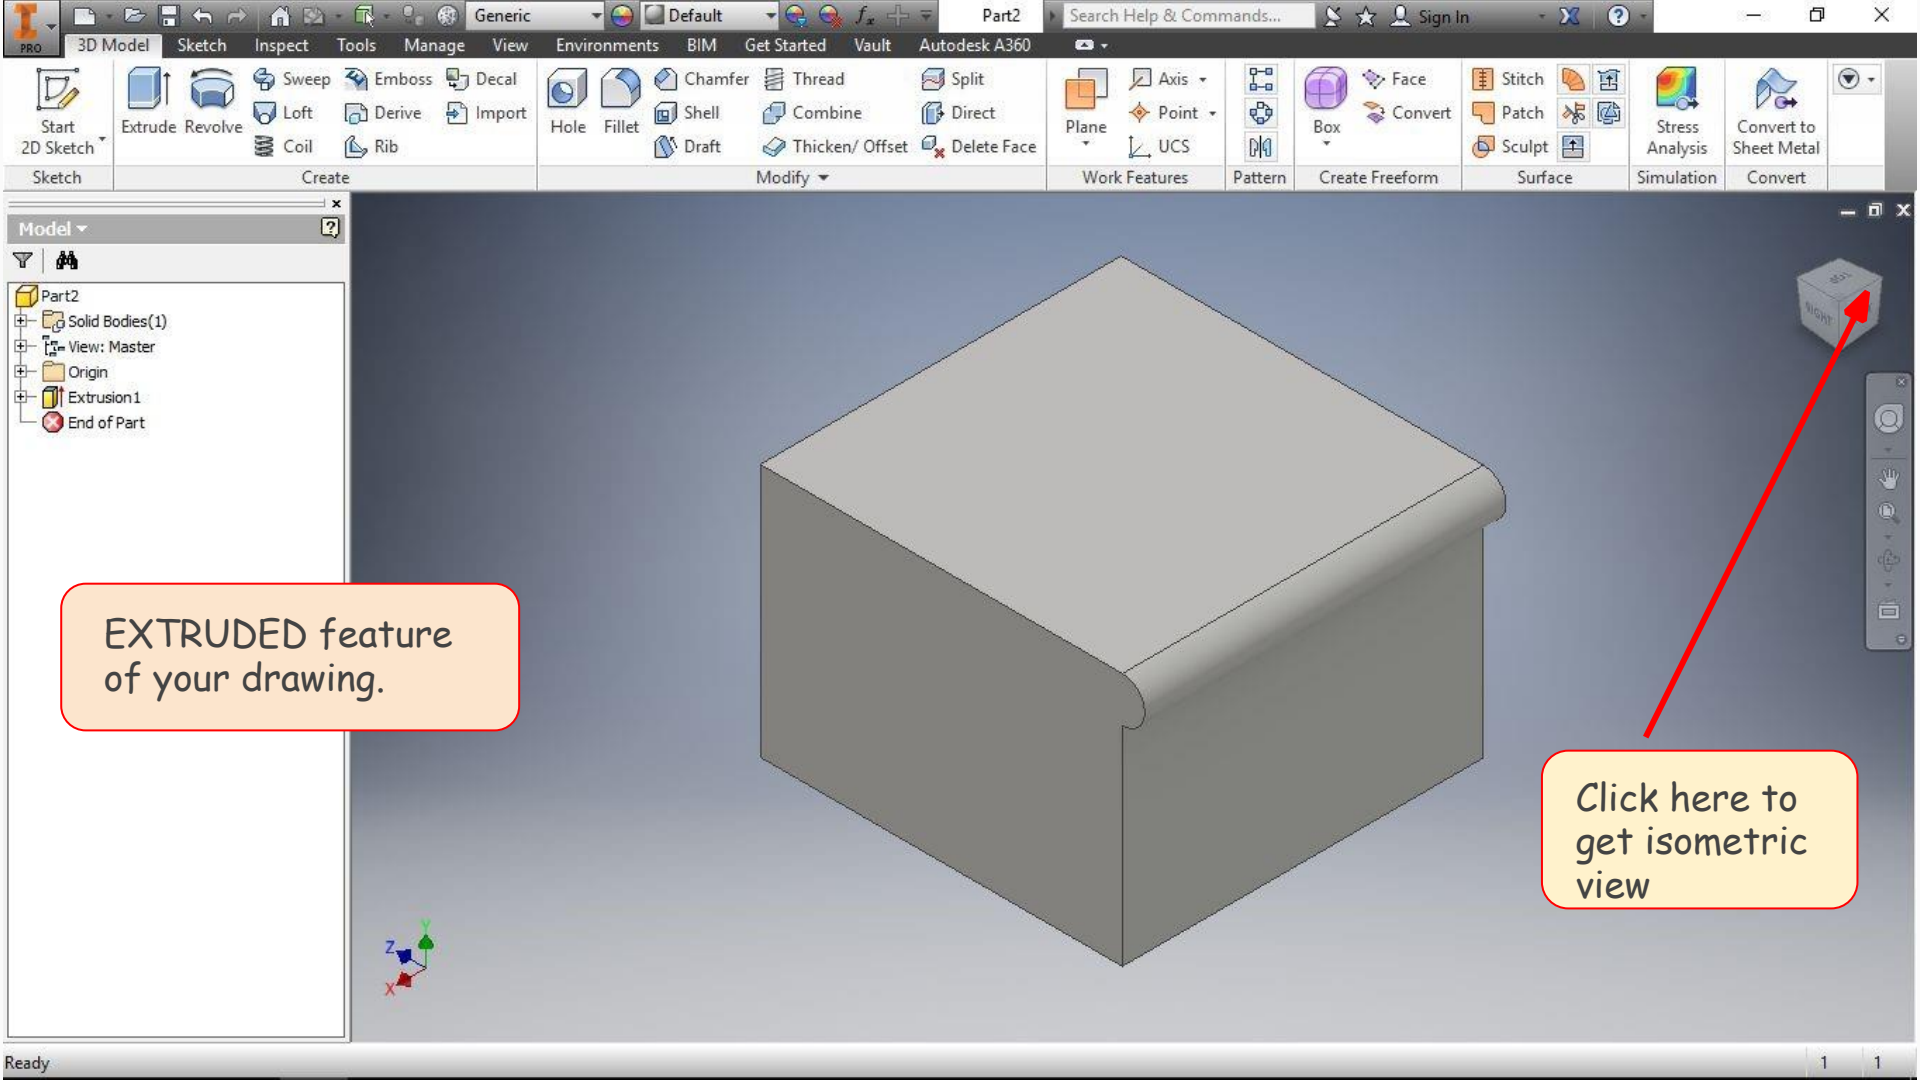 Generic
Default
fx
Part2
Search Help & Commands...
Sign In
PRO
3D Model Sketch Inspect Tools Manage View Environments BIM Get Started Vault Autodesk A360
Start
2D Sketch
Extrude
Revolve
Sweep
Loft
Coil
Emboss
Derive
Rib
Decal
Import
Hole
Fillet
Chamfer
Shell
Draft
Thread
Combine
Thicken/ Offset
Split
Direct
Delete Face
Plane
Axis
Point
UCS
Box
Face
Convert
Stitch
Patch
Sculpt
Stress
Analysis
Convert to
Sheet Metal
Sketch Create Modify Work Features Pattern Create Freeform Surface Simulation Convert
Model
Part2
Solid Bodies(1)
View: Master
Origin
Extrusion1
End of Part
TOP
RIGHT
EXTRUDED feature
of your drawing.
Click here to
get isometric
view
Y
Z
X
Ready
1 1